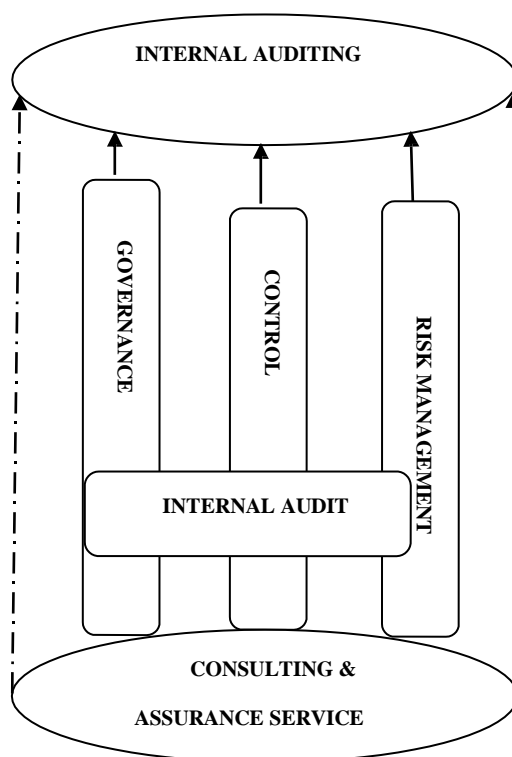 INTERNAL AUDITING
GOVERNANCE
CONTROL
RISK MANAGEMENT
INTERNAL AUDIT
CONSULTING &
ASSURANCE SERVICE